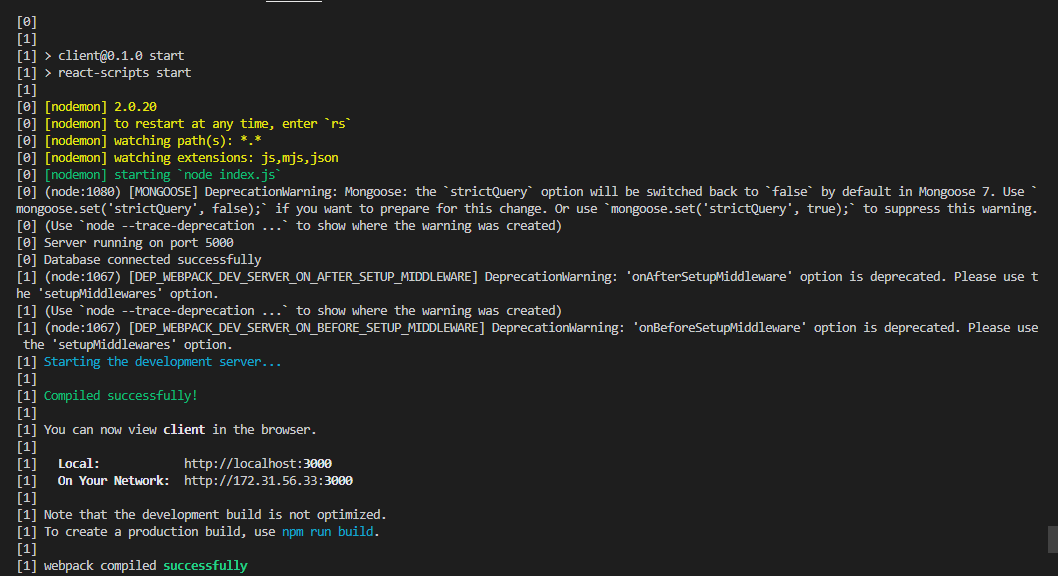 [0]
[1]
[1] > client@0.1.0 start
[1] > react-scripts start
[1]
[0] [nodemon] 2.0.20
[0] [nodemon] to restart at any time, enter `rs`
[0] [nodemon] watching path(s): *.*
[0] [nodemon] watching extensions: js,mjs,json
[0] [nodemon] starting `node index.js`
[0] (node:1080) [MONGOOSE] DeprecationWarning: Mongoose: the `strictQuery` option will be switched back to `false` by default in Mongoose 7. Use `
mongoose.set('strictQuery', false);` if you want to prepare for this change. Or use `mongoose.set('strictQuery', true);` to suppress this warning.
[0] (Use `node --trace-deprecation ...` to show where the warning was created)
[0] Server running on port 5000
[0] Database connected successfully
[1] (node:1067) [DEP_WEBPACK_DEV_SERVER_ON_AFTER_SETUP_MIDDLEWARE] DeprecationWarning: 'onAfterSetupMiddleware' option is deprecated. Please use t
he 'setupMiddlewares' option.
[1] (Use `node --trace-deprecation ...` to show where the warning was created)
[1] (node:1067) [DEP_WEBPACK_DEV_SERVER_ON_BEFORE_SETUP_MIDDLEWARE] DeprecationWarning: 'onBeforeSetupMiddleware' option is deprecated. Please use
 the 'setupMiddlewares' option.
[1] Starting the development server...
[1]
[1] Compiled successfully!
[1]
[1] You can now view client in the browser.
[1]
[1]   Local:            http://localhost:3000
[1]   On Your Network:  http://172.31.56.33:3000
[1]
[1] Note that the development build is not optimized.
[1] To create a production build, use npm run build.
[1]
[1] webpack compiled successfully